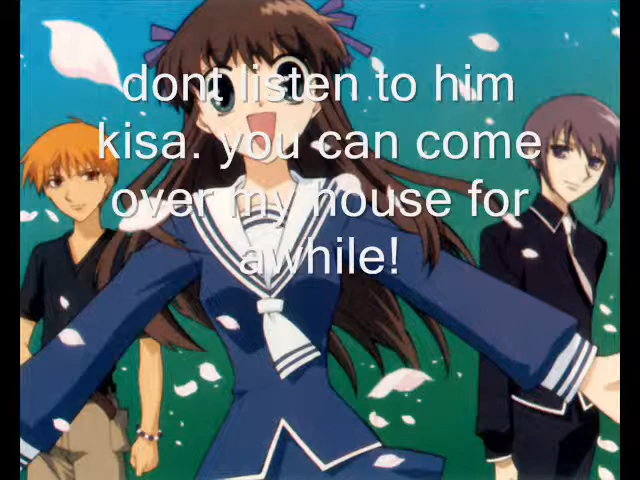 dont listen to him
kisa. you can come
over my house for
awhile!